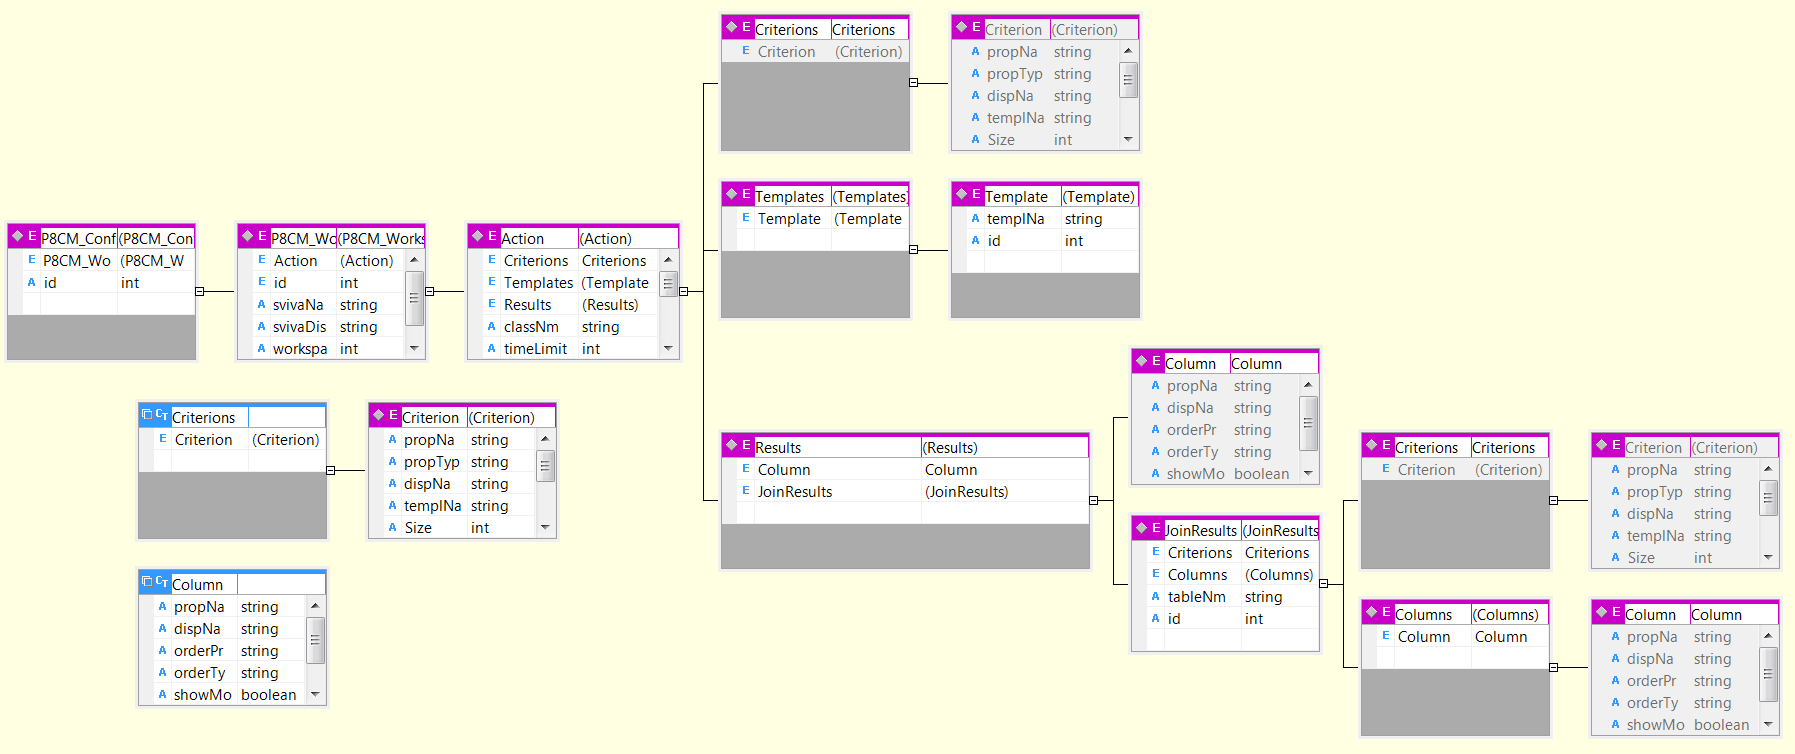 E P8CM_Conf (P8CM_Con
E P8CM_Wo (P8CM_W
A id int
E P8CM_Wo (P8CM_Works
E Action (Action)
E id int
A svivaNa string
A svivaDis string
A workspa int
E Action (Action)
E Criterions Criterions
E Templates (Template
E Results (Results)
A classNm string
A timeLimit int
E Criterions Criterions
E Criterion (Criterion)
E Criterion (Criterion)
A propNa string
A propTyp string
A dispNa string
A templNa string
A Size int
E Templates (Templates)
E Template (Template
E Template (Template)
A templNa string
A id int
E Results (Results)
E Column Column
E JoinResults (JoinResults)
E Column Column
A propNa string
A dispNa string
A orderPr string
A orderTy string
A showMo boolean
E JoinResults (JoinResults
E Criterions Criterions
E Columns (Columns)
A tableNm string
A id int
E Criterions Criterions
E Criterion (Criterion)
E Criterion (Criterion)
A propNa string
A propTyp string
A dispNa string
A templNa string
A Size int
E Columns (Columns)
E Column Column
E Column Column
A propNa string
A dispNa string
A orderPr string
A orderTy string
A showMo boolean
CT Criterions
E Criterion (Criterion)
E Criterion (Criterion)
A propNa string
A propTyp string
A dispNa string
A templNa string
A Size int
CT Column
A propNa string
A dispNa string
A orderPr string
A orderTy string
A showMo boolean